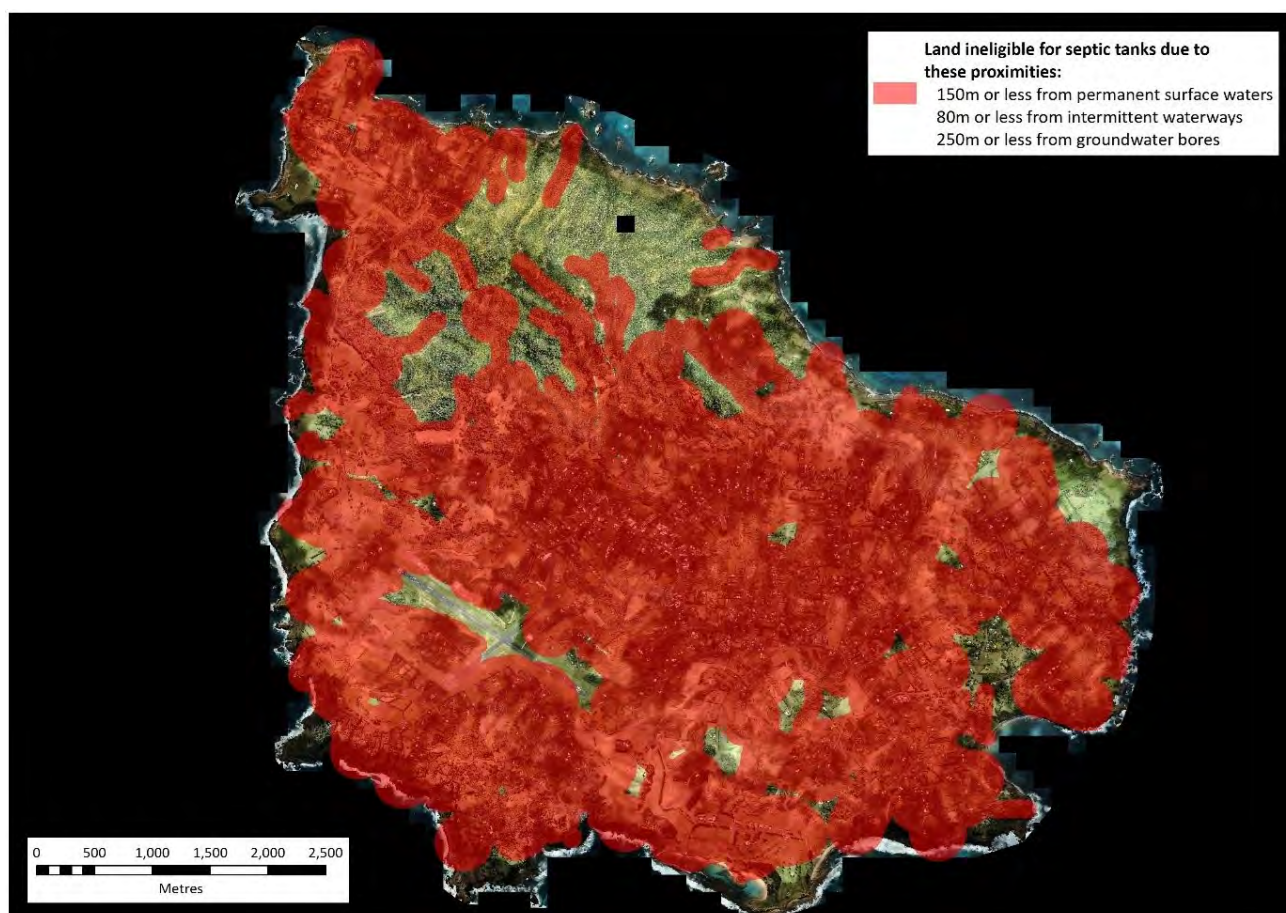 Land ineligible for septic tanks due to
these proximities:
150m or less from permanent surface waters
80m or less from intermittent waterways
250m or less from groundwater bores
0 500 1,000 1,500 2,000 2,500
Metres